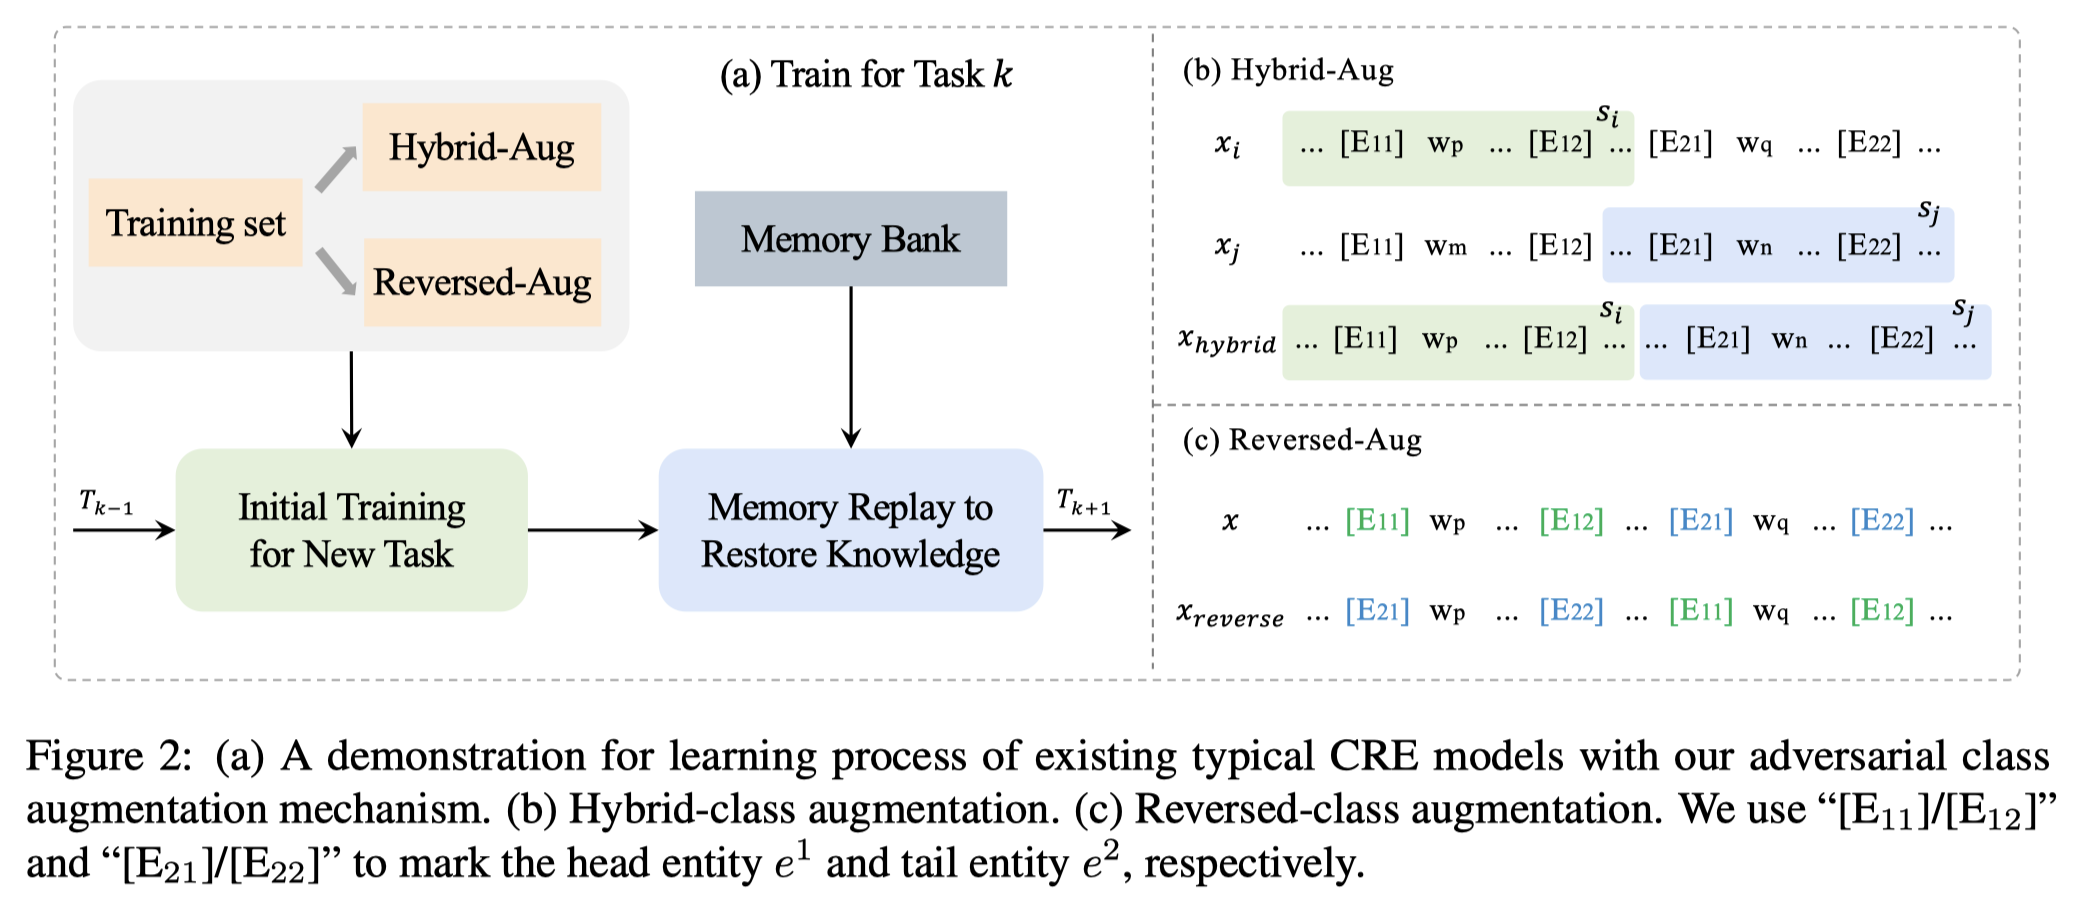 (a) Train for Task k
Training set
Hybrid-Aug
Reversed-Aug
Memory Bank
T_{k-1}
Initial Training
for New Task
Memory Replay to
Restore Knowledge
T_{k+1}
(b) Hybrid-Aug
s_i
x_i ... [E11] wp ... [E12] ... [E21] wq ... [E22] ...
s_j
x_j ... [E11] wm ... [E12] ... [E21] wn ... [E22] ...
s_i s_j
x_{hybrid} ... [E11] wp ... [E12] ... ... [E21] wn ... [E22] ...
(c) Reversed-Aug
x ... [E11] wp ... [E12] ... [E21] wq ... [E22] ...
x_{reverse} ... [E21] wp ... [E22] ... [E11] wq ... [E12] ...
Figure 2: (a) A demonstration for learning process of existing typical CRE models with our adversarial class
augmentation mechanism. (b) Hybrid-class augmentation. (c) Reversed-class augmentation. We use “[E_{11}]/[E_{12}]”
and “[E_{21}]/[E_{22}]” to mark the head entity e^1 and tail entity e^2, respectively.